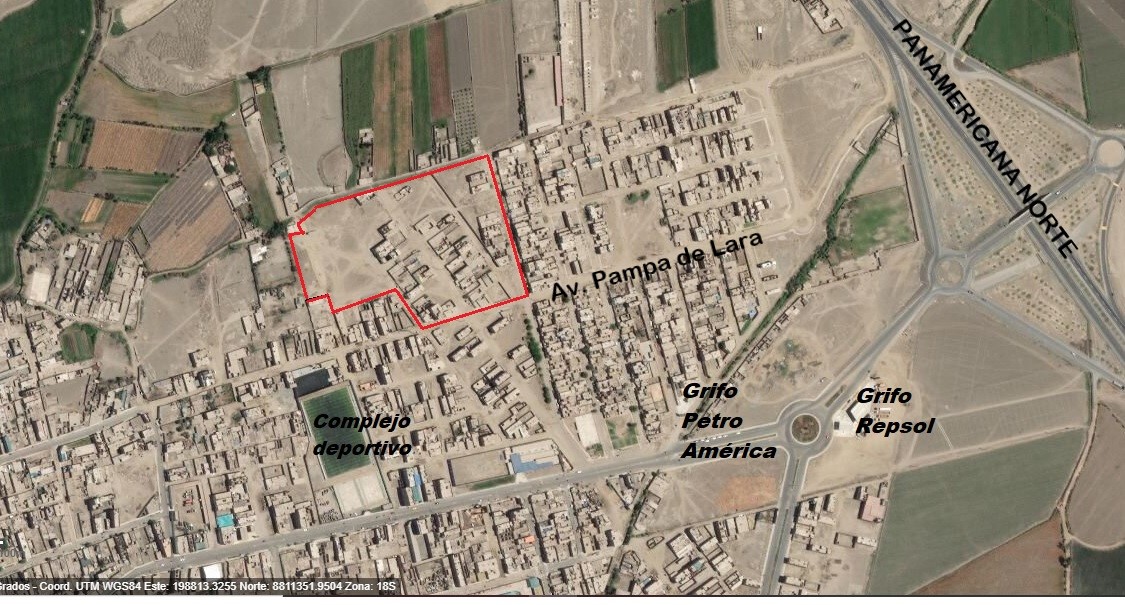 PANAMERICANA NORTE
Av. Pampa de Lara
Grifo
Petro
América
Grifo
Repsol
Complejo
deportivo
Grados - Coord. UTM WGS84 Este: 198813.3255 Norte: 8811351.9504 Zona: 18S